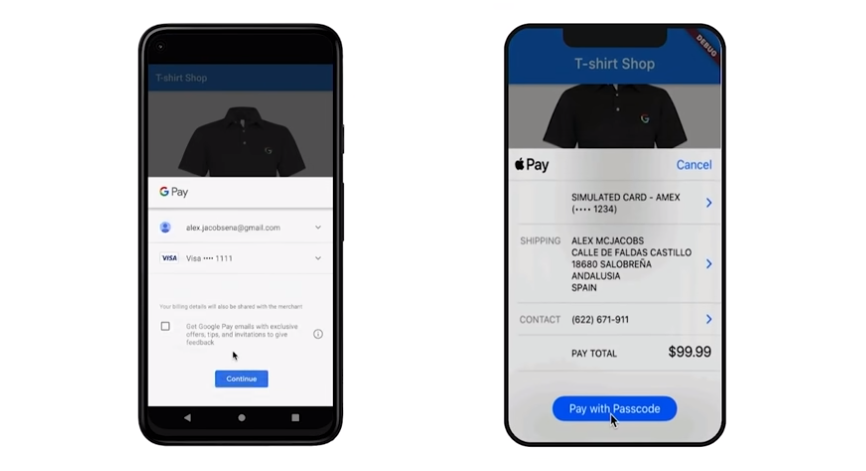 T-shirt Shop
G Pay
alex.jacobsena@gmail.com
VISA Visa •••• 1111
Your billing details will also be shared with the merchant.
Get Google Pay emails with exclusive
offers, tips, and invitations to give
feedback
Continue
DEBUG
T-shirt Shop
G
Pay
Cancel
SIMULATED CARD - AMEX
(•••• 1234)
SHIPPING
ALEX MCJACOBS
CALLE DE FALDAS CASTILLO
18680 SALOBREÑA
ANDALUSIA
SPAIN
CONTACT (622) 671-911
PAY TOTAL $99.99
Pay with Passcode